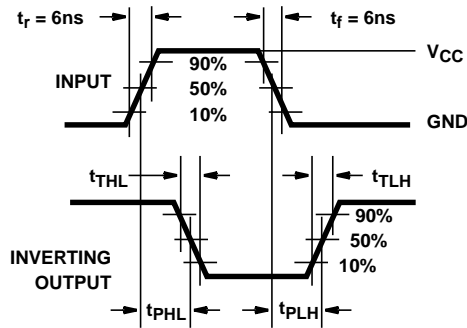 tr = 6ns
tf = 6ns
VCC
90%
INPUT
50%
10%
GND
tTHL
tTLH
90%
50%
INVERTING
OUTPUT
10%
tPHL
tPLH